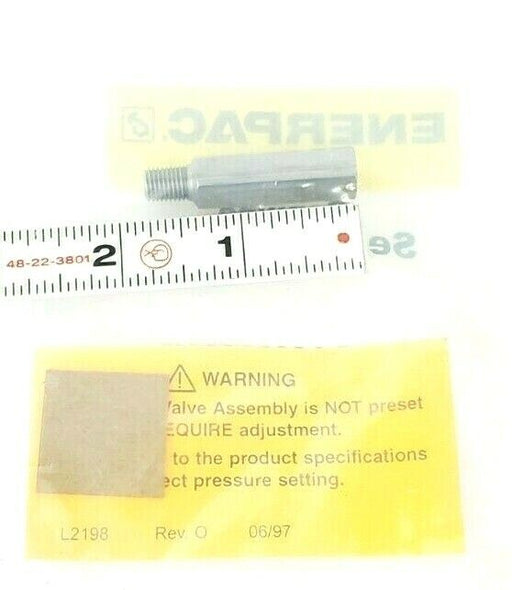 ENERPAC
Se
48-22-3801 2 1
WARNING
Valve Assembly is NOT preset
EQUIRE adjustment.
to the product specifications
ect pressure setting.
L2198 Rev. O 06/97